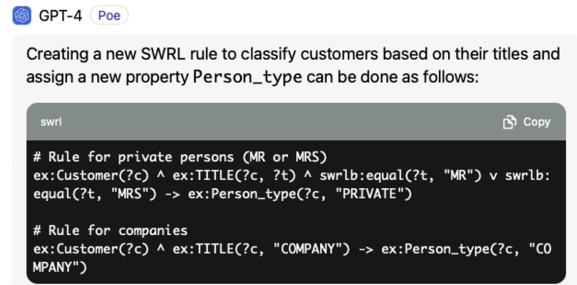 GPT-4 Poe
Creating a new SWRL rule to classify customers based on their titles and
assign a new property Person_type can be done as follows:
swrl Copy
# Rule for private persons (MR or MRS)
ex:Customer(?c) ^ ex:TITLE(?c, ?t) ^ swrlb:equal(?t, "MR") v swrlb:
equal(?t, "MRS") -> ex:Person_type(?c, "PRIVATE")
# Rule for companies
ex:Customer(?c) ^ ex:TITLE(?c, "COMPANY") -> ex:Person_type(?c, "CO
MPANY")